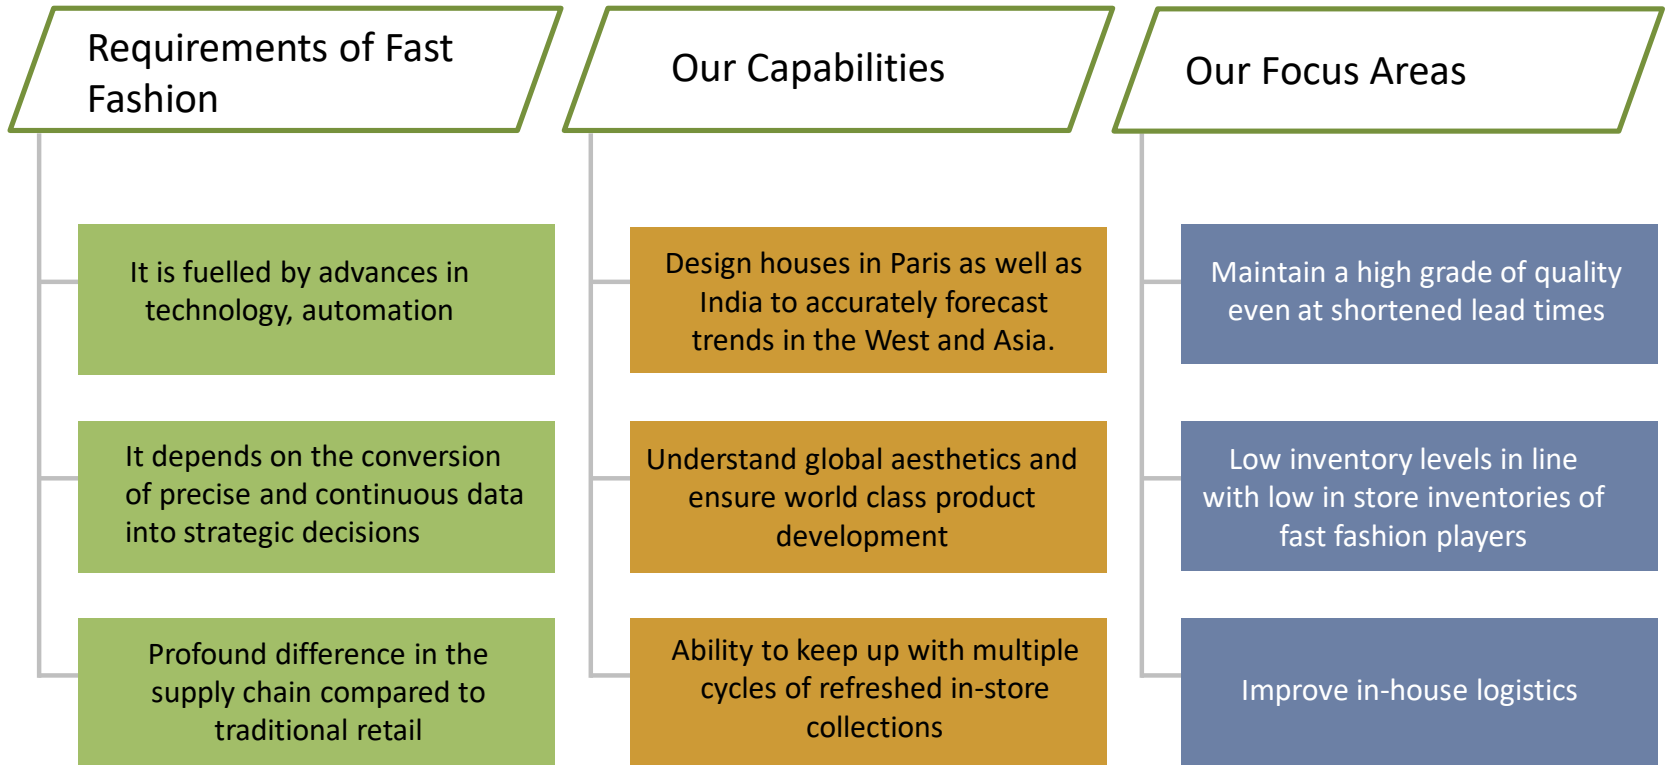 Requirements of Fast
Fashion
It is fuelled by advances in
technology, automation
It depends on the conversion
of precise and continuous data
into strategic decisions
Profound difference in the
supply chain compared to
traditional retail
Our Capabilities
Design houses in Paris as well as
India to accurately forecast
trends in the West and Asia.
Understand global aesthetics and
ensure world class product
development
Ability to keep up with multiple
cycles of refreshed in-store
collections
Our Focus Areas
Maintain a high grade of quality
even at shortened lead times
Low inventory levels in line
with low in store inventories of
fast fashion players
Improve in-house logistics